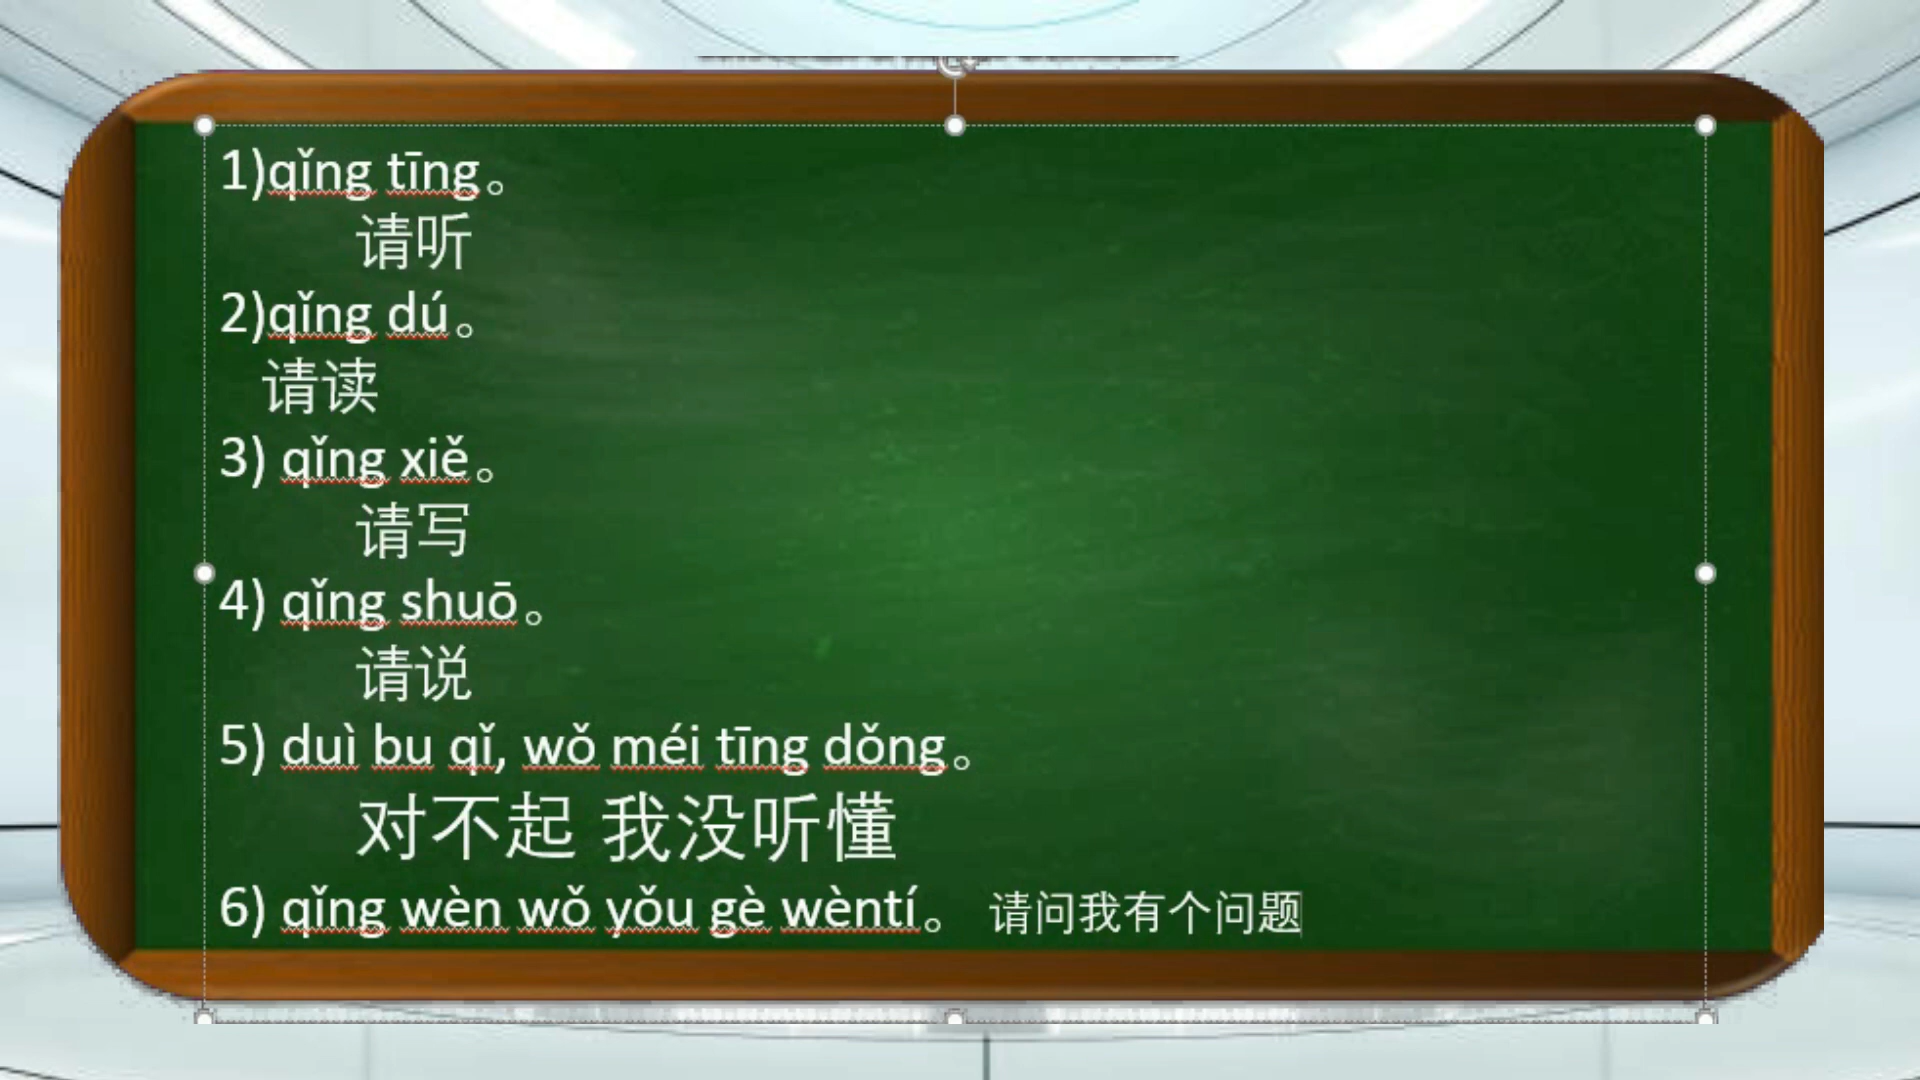 1)qǐng tīng。
请听
2)qǐng dú。
请读
3) qǐng xiě。
请写
4) qǐng shuō。
请说
5) duì bu qǐ, wǒ méi tīng dǒng。
对不起 我没听懂
6) qǐng wèn wǒ yǒu gè wèntí。 请问我有个问题